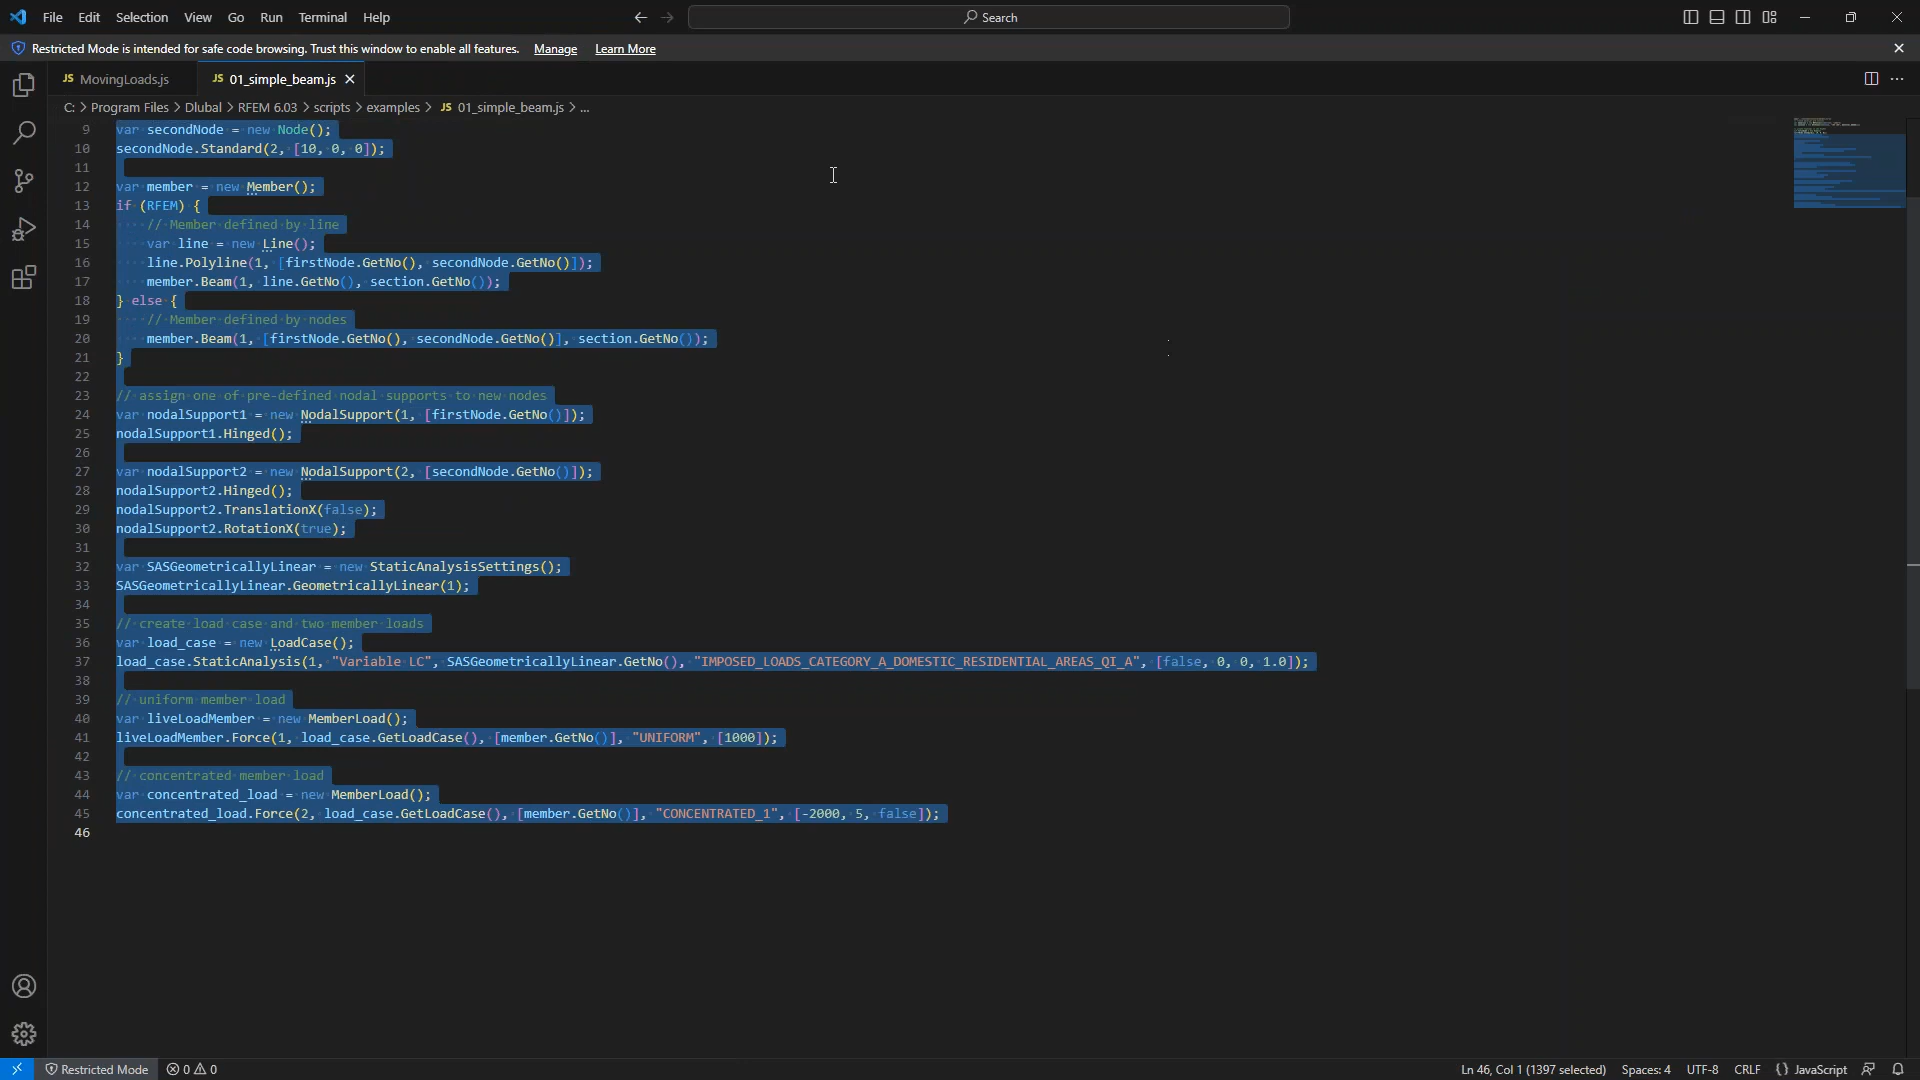 File Edit Selection View Go Run Terminal Help
Search
Restricted Mode is intended for safe code browsing. Trust this window to enable all features. Manage Learn More
JS MovingLoads.js JS 01_simple_beam.js
C: > Program Files > Dlubal > RFEM 6.03 > scripts > examples > JS 01_simple_beam.js > ...
9 var secondNode = new Node();
10 secondNode.Standard(2, [10, 0, 0]);
11
12 var member = new Member();
13 if (RFEM) {
14 // Member defined by line
15 var line = new Line();
16 line.Polyline(1, [firstNode.GetNo(), secondNode.GetNo()]);
17 member.Beam(1, line.GetNo(), section.GetNo());
18 } else {
19 // Member defined by nodes
20 member.Beam(1, [firstNode.GetNo(), secondNode.GetNo()], section.GetNo());
21 }
22
23 // assign one of pre-defined nodal supports to new nodes
24 var nodalSupport1 = new NodalSupport(1, [firstNode.GetNo()]);
25 nodalSupport1.Hinged();
26
27 var nodalSupport2 = new NodalSupport(2, [secondNode.GetNo()]);
28 nodalSupport2.Hinged();
29 nodalSupport2.TranslationX(false);
30 nodalSupport2.RotationX(true);
31
32 var SASGeometricallyLinear = new StaticAnalysisSettings();
33 SASGeometricallyLinear.GeometricallyLinear(1);
34
35 // create load case and two member loads
36 var load_case = new LoadCase();
37 load_case.StaticAnalysis(1, "Variable LC", SASGeometricallyLinear.GetNo(), "IMPOSED_LOADS_CATEGORY_A_DOMESTIC_RESIDENTIAL_AREAS_QI_A", [false, 0, 0, 1.0]);
38
39 // uniform member load
40 var liveLoadMember = new MemberLoad();
41 liveLoadMember.Force(1, load_case.GetLoadCase(), [member.GetNo()], "UNIFORM", [1000]);
42
43 // concentrated member load
44 var concentrated_load = new MemberLoad();
45 concentrated_load.Force(2, load_case.GetLoadCase(), [member.GetNo()], "CONCENTRATED_1", [-2000, 5, false]);
46
Restricted Mode 0 0 Ln 46, Col 1 (1397 selected) Spaces: 4 UTF-8 CRLF {} JavaScript